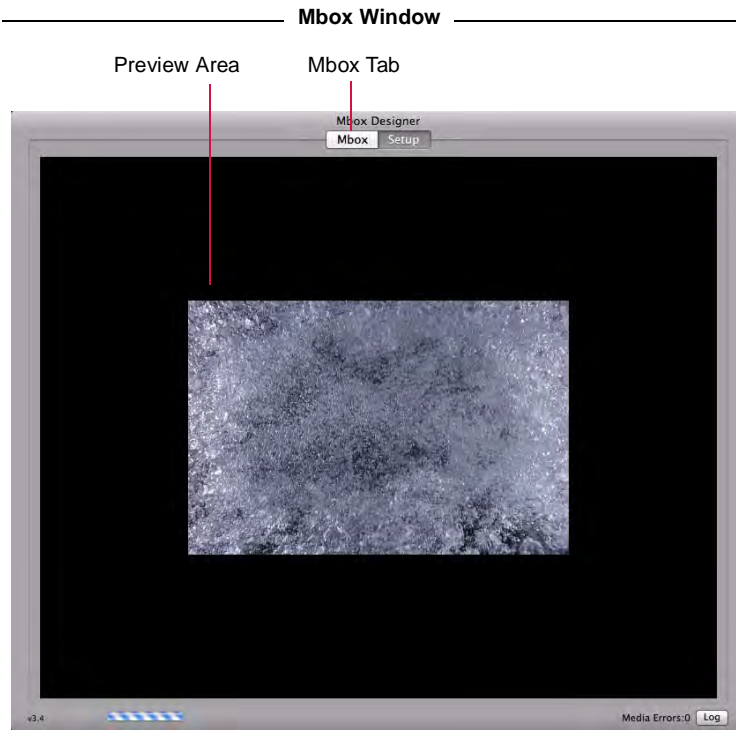 Mbox Window
Preview Area Mbox Tab
Mbox Designer
Mbox Setup
v3.4 Media Errors:0 Log